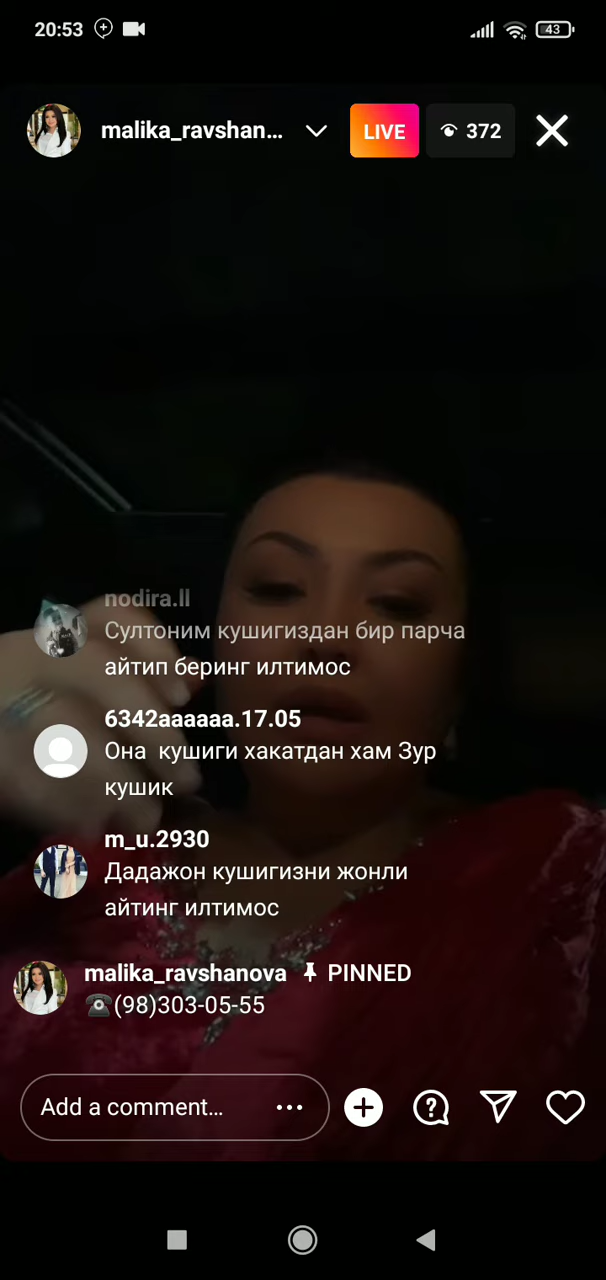 20:53
43
malika_ravshan...
LIVE
372
nodira.ll
Султоним кушигиздан бир парча
айтип беринг илтимос
6342aaaaaa.17.05
Она кушиги хакатдан хам Зур
кушик
m_u.2930
Дадажон кушигизни жонли
айтинг илтимос
malika_ravshanova PINNED
☎(98)303-05-55
Add a comment...